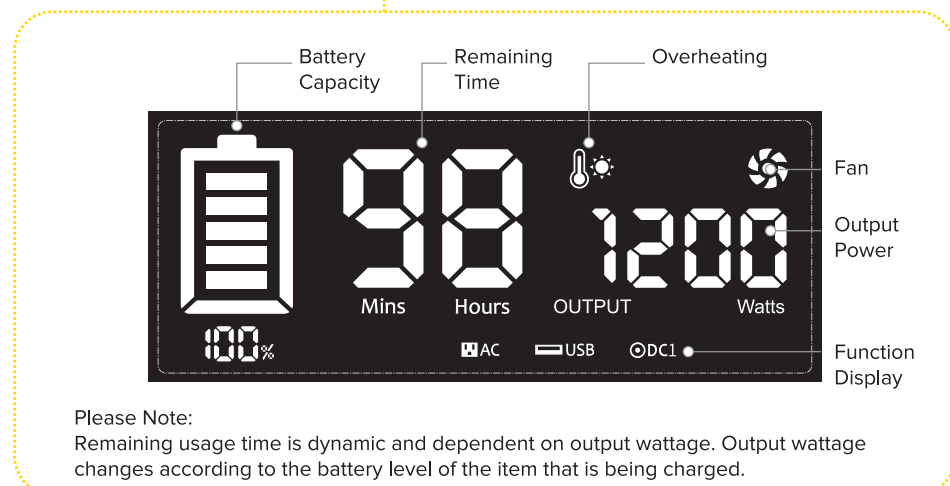 Battery
Capacity
Remaining
Time
Overheating
98
Fan
1200
Output
Power
Mins Hours OUTPUT Watts
100%
AC USB DC1
Function
Display
Please Note:
Remaining usage time is dynamic and dependent on output wattage. Output wattage
changes according to the battery level of the item that is being charged.